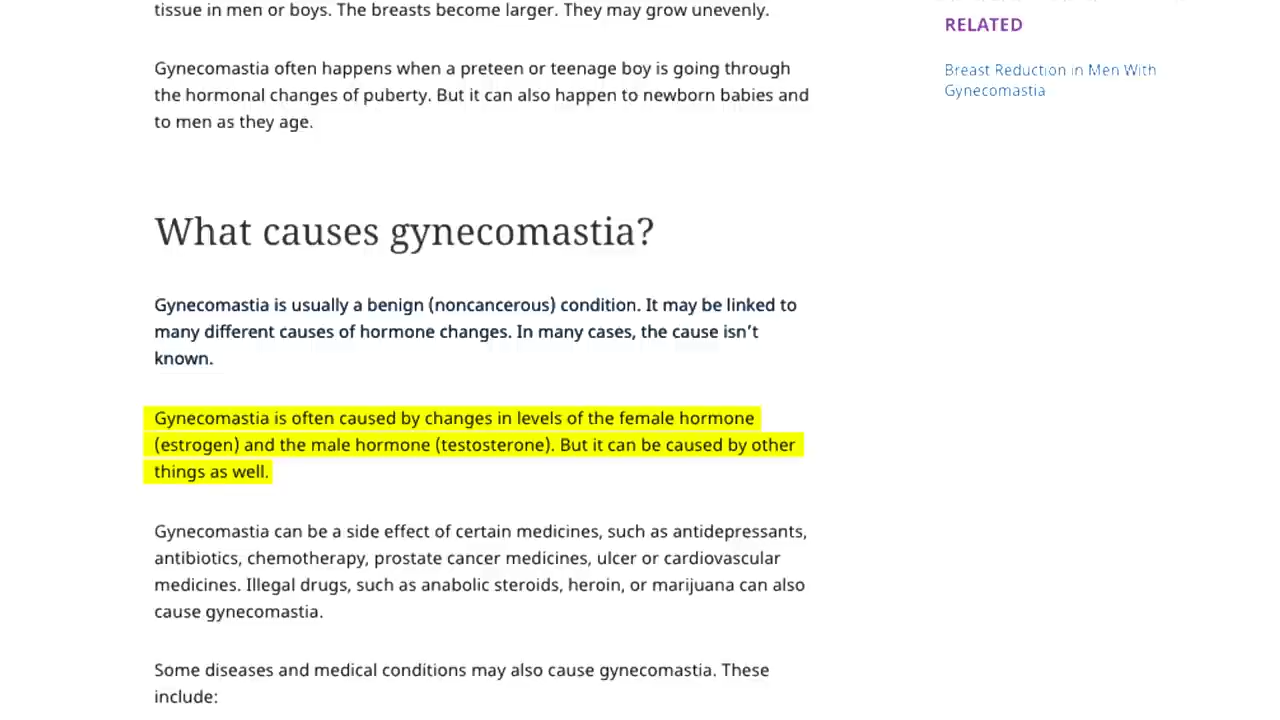 tissue in men or boys. The breasts become larger. They may grow unevenly.
Gynecomastia often happens when a preteen or teenage boy is going through
the hormonal changes of puberty. But it can also happen to newborn babies and
to men as they age.
What causes gynecomastia?
Gynecomastia is usually a benign (noncancerous) condition. It may be linked to
many different causes of hormone changes. In many cases, the cause isn’t
known.
Gynecomastia is often caused by changes in levels of the female hormone
(estrogen) and the male hormone (testosterone). But it can be caused by other
things as well.
Gynecomastia can be a side effect of certain medicines, such as antidepressants,
antibiotics, chemotherapy, prostate cancer medicines, ulcer or cardiovascular
medicines. Illegal drugs, such as anabolic steroids, heroin, or marijuana can also
cause gynecomastia.
Some diseases and medical conditions may also cause gynecomastia. These
include:
RELATED
Breast Reduction in Men With
Gynecomastia